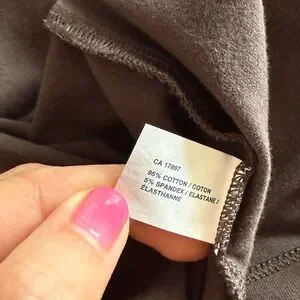 CA 17897
95% COTTON / COTON
5% SPANDEX / ELASTANE /
ELASTHANNE